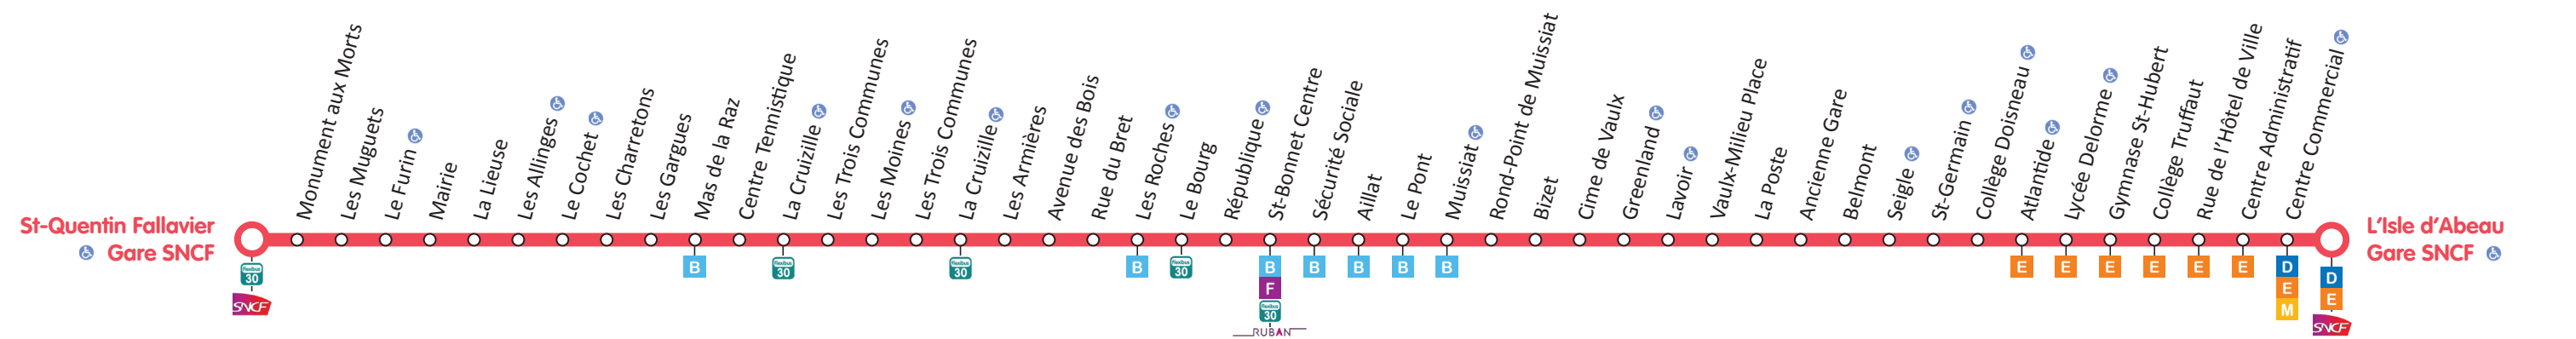 St-Quentin Fallavier
Gare SNCF
flexibus
30
SNCF
Monument aux Morts
Les Muguets
Le Furin
Mairie
La Lieuse
Les Allinges
Le Cochet
Les Charretons
Les Gargues
Mas de la Raz
B
Centre Tennistique
La Cruizille
flexibus
30
Les Trois Communes
Les Moines
Les Trois Communes
La Cruizille
flexibus
30
Les Armières
Avenue des Bois
Rue du Bret
Les Roches
B
Le Bourg
flexibus
30
République
St-Bonnet Centre
B
F
flexibus
30
RUBAN
Sécurité Sociale
B
Aillat
B
Le Pont
B
Muissiat
B
Rond-Point de Muissiat
Bizet
Cime de Vaulx
Greenland
Lavoir
Vaulx-Milieu Place
La Poste
Ancienne Gare
Belmont
Seigle
St-Germain
Collège Doisneau
Atlantide
E
Lycée Delorme
E
Gymnase St-Hubert
E
Collège Truffaut
E
Rue de l'Hôtel de Ville
E
Centre Administratif
E
Centre Commercial
D
E
M
L'Isle d'Abeau
Gare SNCF
D
E
SNCF